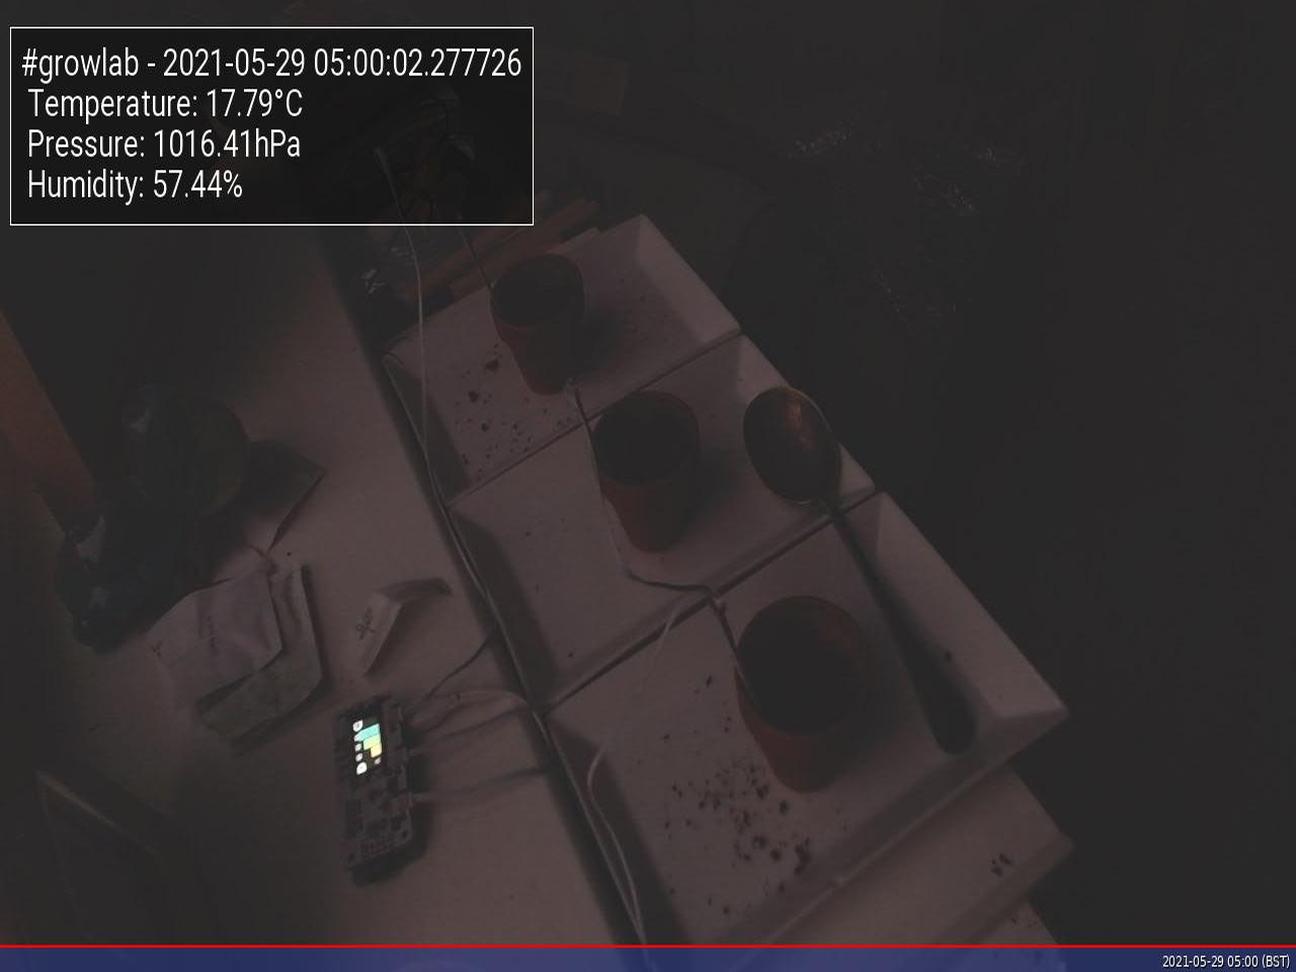 #growlab - 2021-05-29 05:00:02.277726
Temperature: 17.79°C
Pressure: 1016.41hPa
Humidity: 57.44%
2021-05-29 05:00 (BST)